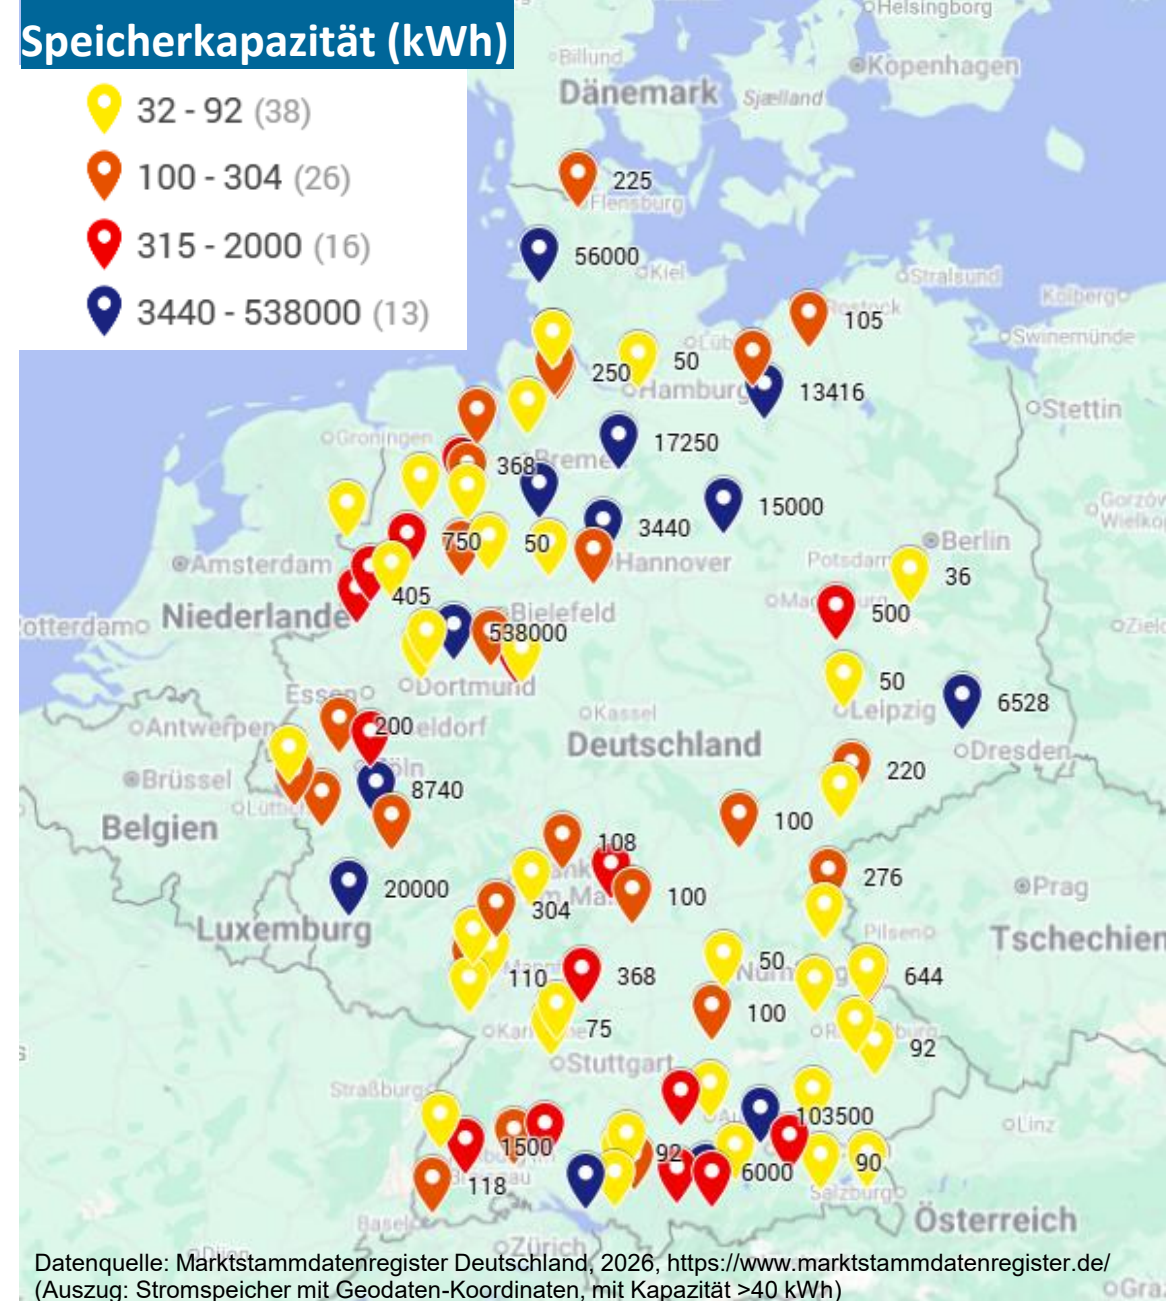 Speicherkapazität (kWh)
32 - 92 (38)
100 - 304 (26)
315 - 2000 (16)
3440 - 538000 (13)
Helsingborg
Billund
Kopenhagen
Dänemark
Sjælland
225
Flensburg
56000
Kiel
Stralsund
Kolberg
Rostock
105
Swinemünde
50
250
Hamburg
13416
Stettin
Groningen
17250
368
Bremen
15000
3440
Berlin
750
50
Hannover
Potsdam
Amsterdam
36
405
Niederlande
Bielefeld
500
538000
Essen
Dortmund
50
Leipzig
6528
Antwerpen
200
eldorf
Kassel
Deutschland
Dresden
Brüssel
Köln
220
8740
Belgien
100
108
276
Prag
20000
100
304
Luxemburg
Pilsen
Tschechien
50
110
368
644
100
75
92
Stuttgart
Straßburg
103500
Linz
1500
92
90
6000
118
Salzburg
Basel
Österreich
Zürich
Datenquelle: Marktstammdatenregister Deutschland, 2026, https://www.marktstammdatenregister.de/
(Auszug: Stromspeicher mit Geodaten-Koordinaten, mit Kapazität >40 kWh)